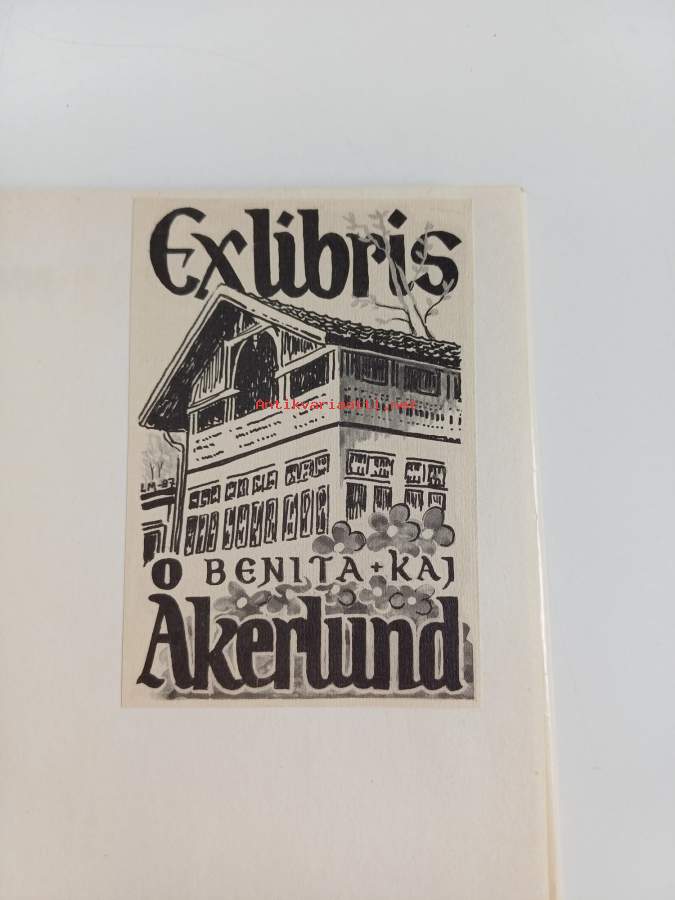 Exlibris
Antikvariaatti.net
LM-87
BENITA + KAJ
Åkerlund